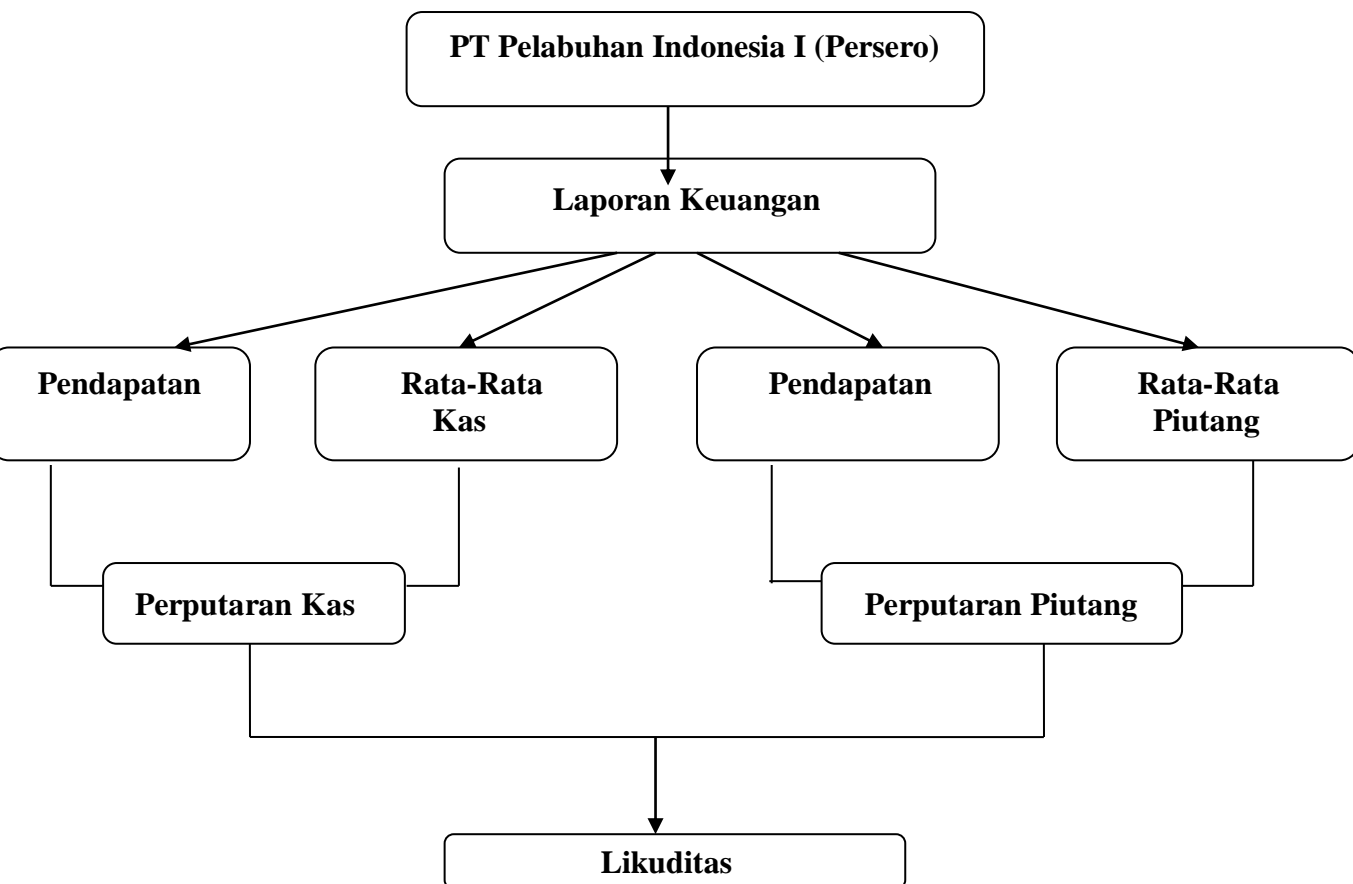 PT Pelabuhan Indonesia I (Persero)
Laporan Keuangan
Pendapatan
Rata-Rata
Kas
Pendapatan
Rata-Rata
Piutang
Perputaran Kas
Perputaran Piutang
Likuditas